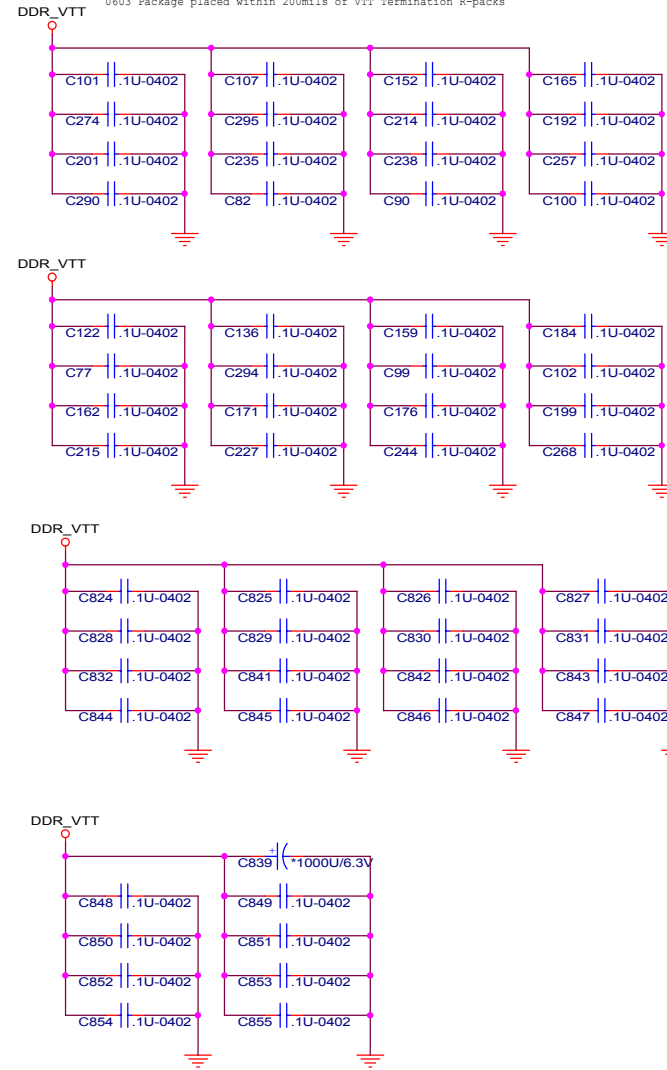 0603 Package placed within 200mils of VTT Termination R-packs
DDR_VTT
C101 .1U-0402 C107 .1U-0402 C152 .1U-0402 C165 .1U-0402
C274 .1U-0402 C295 .1U-0402 C214 .1U-0402 C192 .1U-0402
C201 .1U-0402 C235 .1U-0402 C238 .1U-0402 C257 .1U-0402
C290 .1U-0402 C82 .1U-0402 C90 .1U-0402 C100 .1U-0402
DDR_VTT
C122 .1U-0402 C136 .1U-0402 C159 .1U-0402 C184 .1U-0402
C77 .1U-0402 C294 .1U-0402 C99 .1U-0402 C102 .1U-0402
C162 .1U-0402 C171 .1U-0402 C176 .1U-0402 C199 .1U-0402
C215 .1U-0402 C227 .1U-0402 C244 .1U-0402 C268 .1U-0402
DDR_VTT
C824 .1U-0402 C825 .1U-0402 C826 .1U-0402 C827 .1U-0402
C828 .1U-0402 C829 .1U-0402 C830 .1U-0402 C831 .1U-0402
C832 .1U-0402 C841 .1U-0402 C842 .1U-0402 C843 .1U-0402
C844 .1U-0402 C845 .1U-0402 C846 .1U-0402 C847 .1U-0402
DDR_VTT
C839 + *1000U/6.3V
C848 .1U-0402 C849 .1U-0402
C850 .1U-0402 C851 .1U-0402
C852 .1U-0402 C853 .1U-0402
C854 .1U-0402 C855 .1U-0402